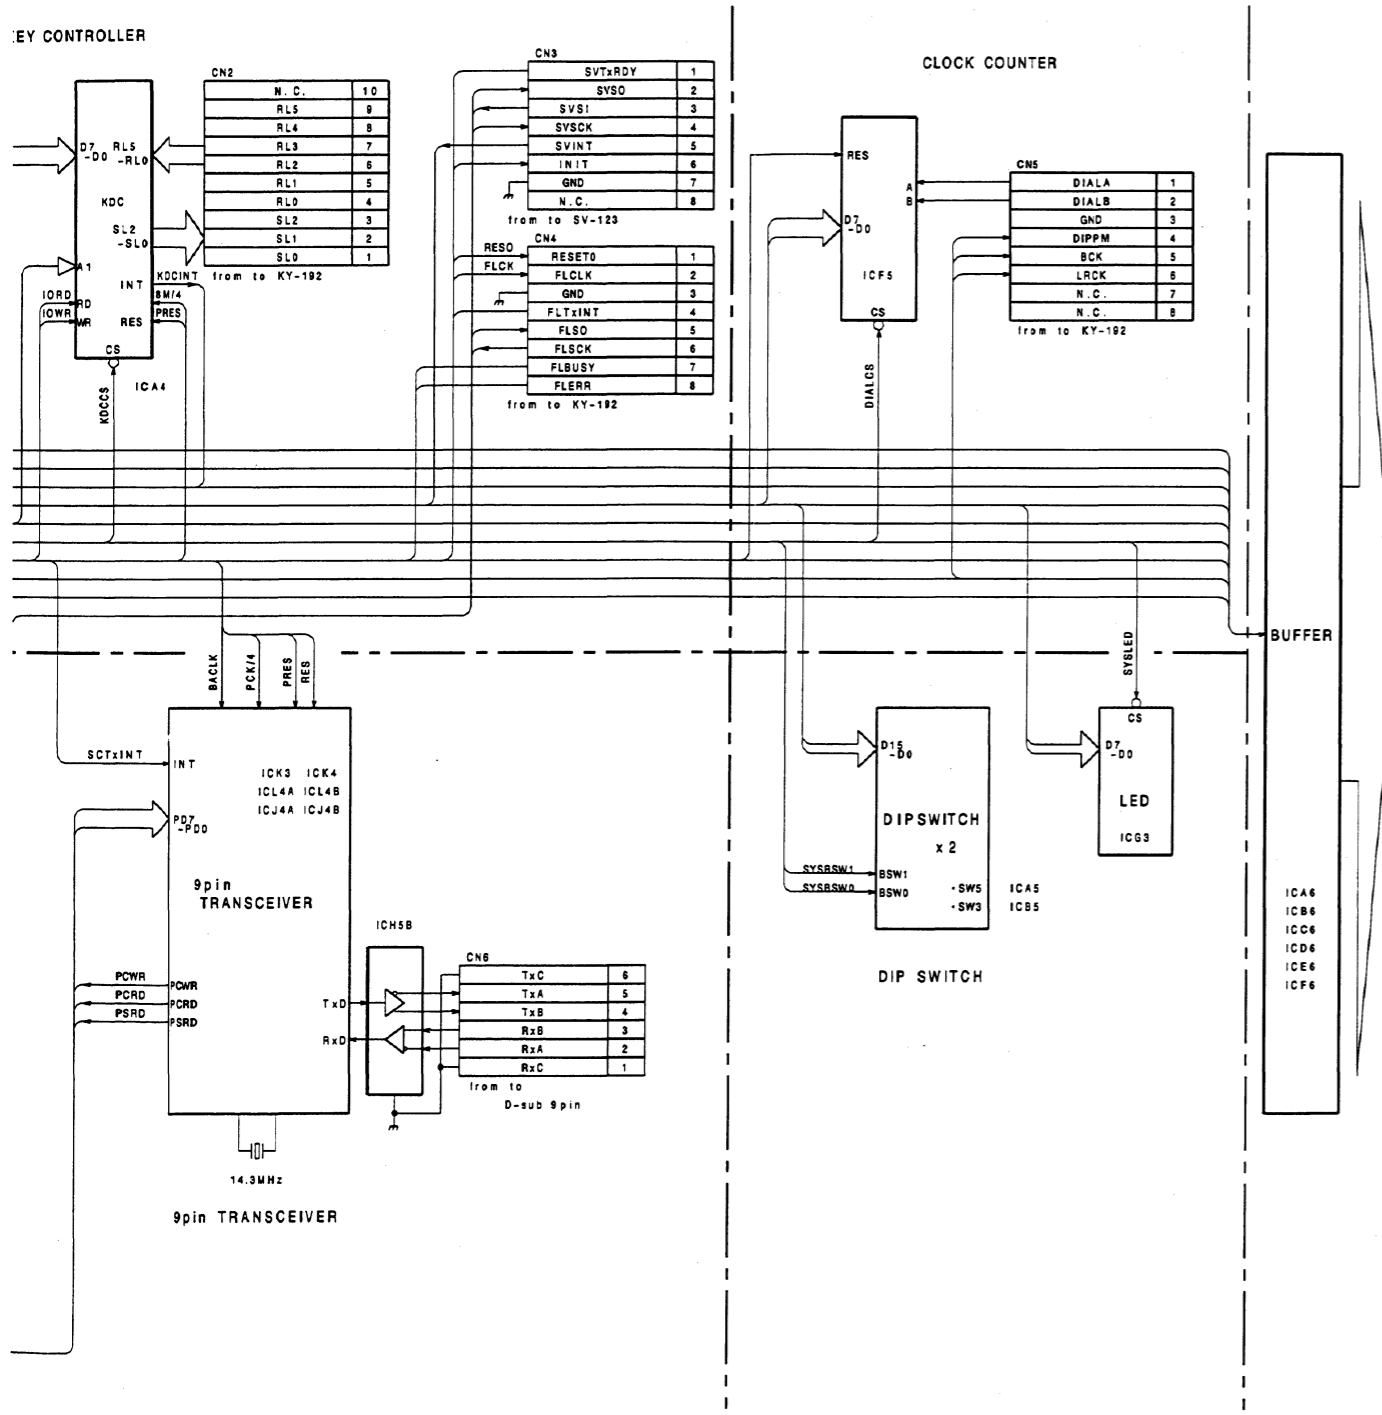 EY CONTROLLER
CN2
N.C. 10
RL5 9
RL4 8
RL3 7
RL2 6
RL1 5
RL0 4
SL2 3
SL1 2
SL0 1
from to KY-192
D7
-D0
RL5
-RL0
KDC
SL2
-SL0
A1
INT
KDCINT
8M/4
IORD
RD
IOWR
WR
RES
PRES
CS
ICA4
KDCCS
CN3
SVTxRDY 1
SVSO 2
SVSI 3
SVSCK 4
SVINT 5
INIT 6
GND 7
N.C. 8
from to SV-123
CN4
RESO
RESETO 1
FLCK
FLCLK 2
GND 3
FLTxINT 4
FLSO 5
FLSCK 6
FLBUSY 7
FLERR 8
from to KY-192
CLOCK COUNTER
RES
A
B
D7
-D0
ICF5
CS
DIALCS
CN5
DIALA 1
DIALB 2
GND 3
DIPPM 4
BCK 5
LRCK 6
N.C. 7
N.C. 8
from to KY-192
BUFFER
ICA6
ICB6
ICC6
ICD6
ICE6
ICF6
BACLK
PCK/4
PRES
RES
SCTxINT
INT
ICK3 ICK4
ICL4A ICL4B
ICJ4A ICJ4B
PD7
-PD0
9pin
TRANSCEIVER
PCWR
PCWR
PCRD
PCRD
PSRD
PSRD
TxD
RxD
ICH5B
CN6
TxC 6
TxA 5
TxB 4
RxB 3
RxA 2
RxC 1
from to
D-sub 9pin
14.3MHz
9pin TRANSCEIVER
D15
-D0
DIPSWITCH
x2
SYSBSW1
BSW1
SYSBSW0
BSW0
•SW5 ICA5
•SW3 ICB5
DIP SWITCH
SYSLED
CS
D7
-D0
LED
ICG3